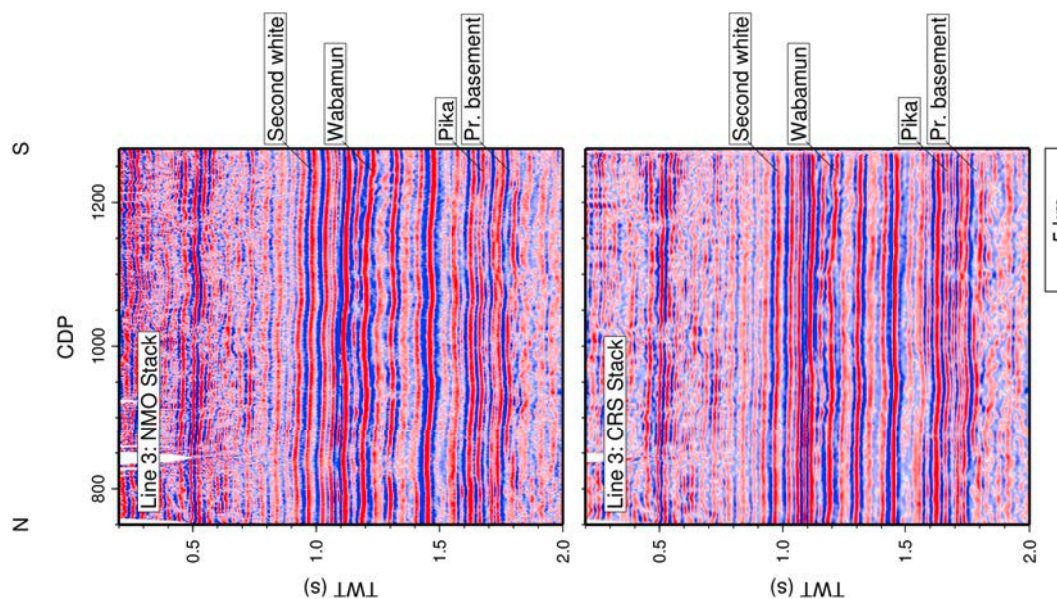 N CDP S
800 1000 1200
Line 3: NMO Stack
TWT (s)
0.5
1.0
1.5
2.0
Second white
Wabamun
Pika
Pr. basement
Line 3: CRS Stack
TWT (s)
0.5
1.0
1.5
2.0
Second white
Wabamun
Pika
Pr. basement
5 km